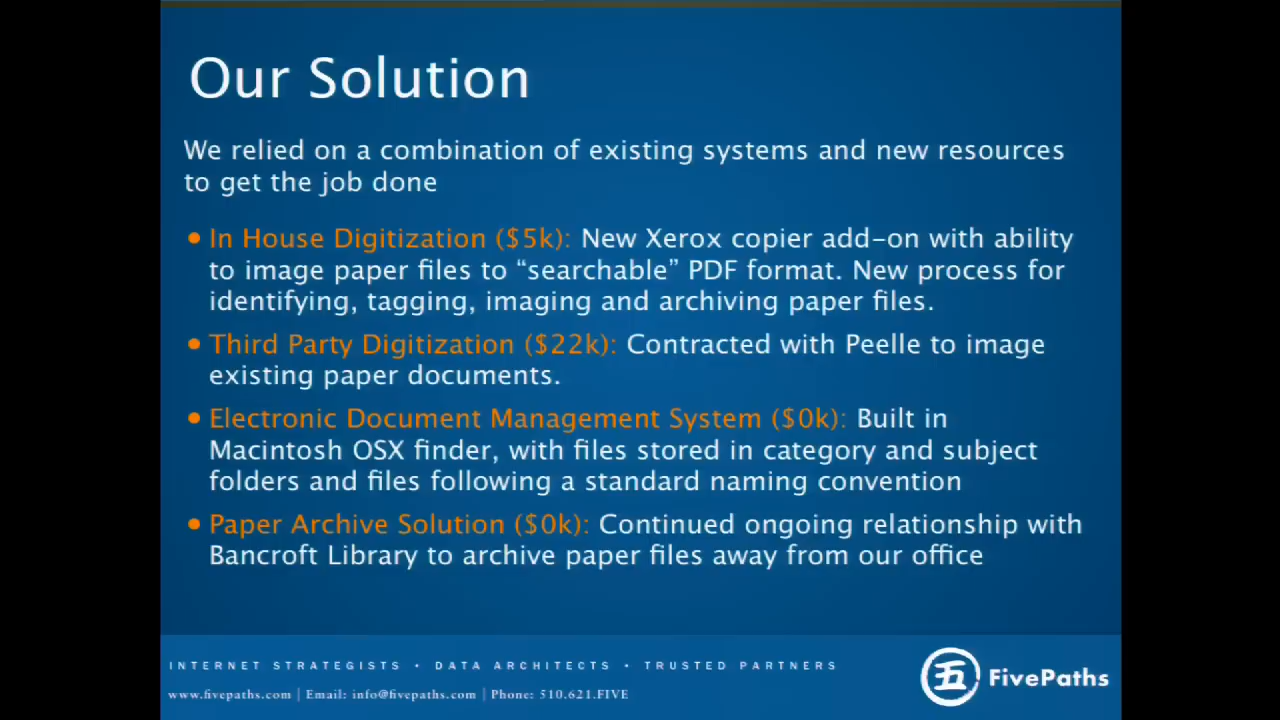 Our Solution
We relied on a combination of existing systems and new resources
to get the job done
• In House Digitization ($5k): New Xerox copier add-on with ability
to image paper files to “searchable” PDF format. New process for
identifying, tagging, imaging and archiving paper files.
• Third Party Digitization ($22k): Contracted with Peelle to image
existing paper documents.
• Electronic Document Management System ($0k): Built in
Macintosh OSX finder, with files stored in category and subject
folders and files following a standard naming convention
• Paper Archive Solution ($0k): Continued ongoing relationship with
Bancroft Library to archive paper files away from our office
INTERNET STRATEGISTS • DATA ARCHITECTS • TRUSTED PARTNERS
www.fivepaths.com | Email: info@fivepaths.com | Phone: 510.621.FIVE
五 FivePaths